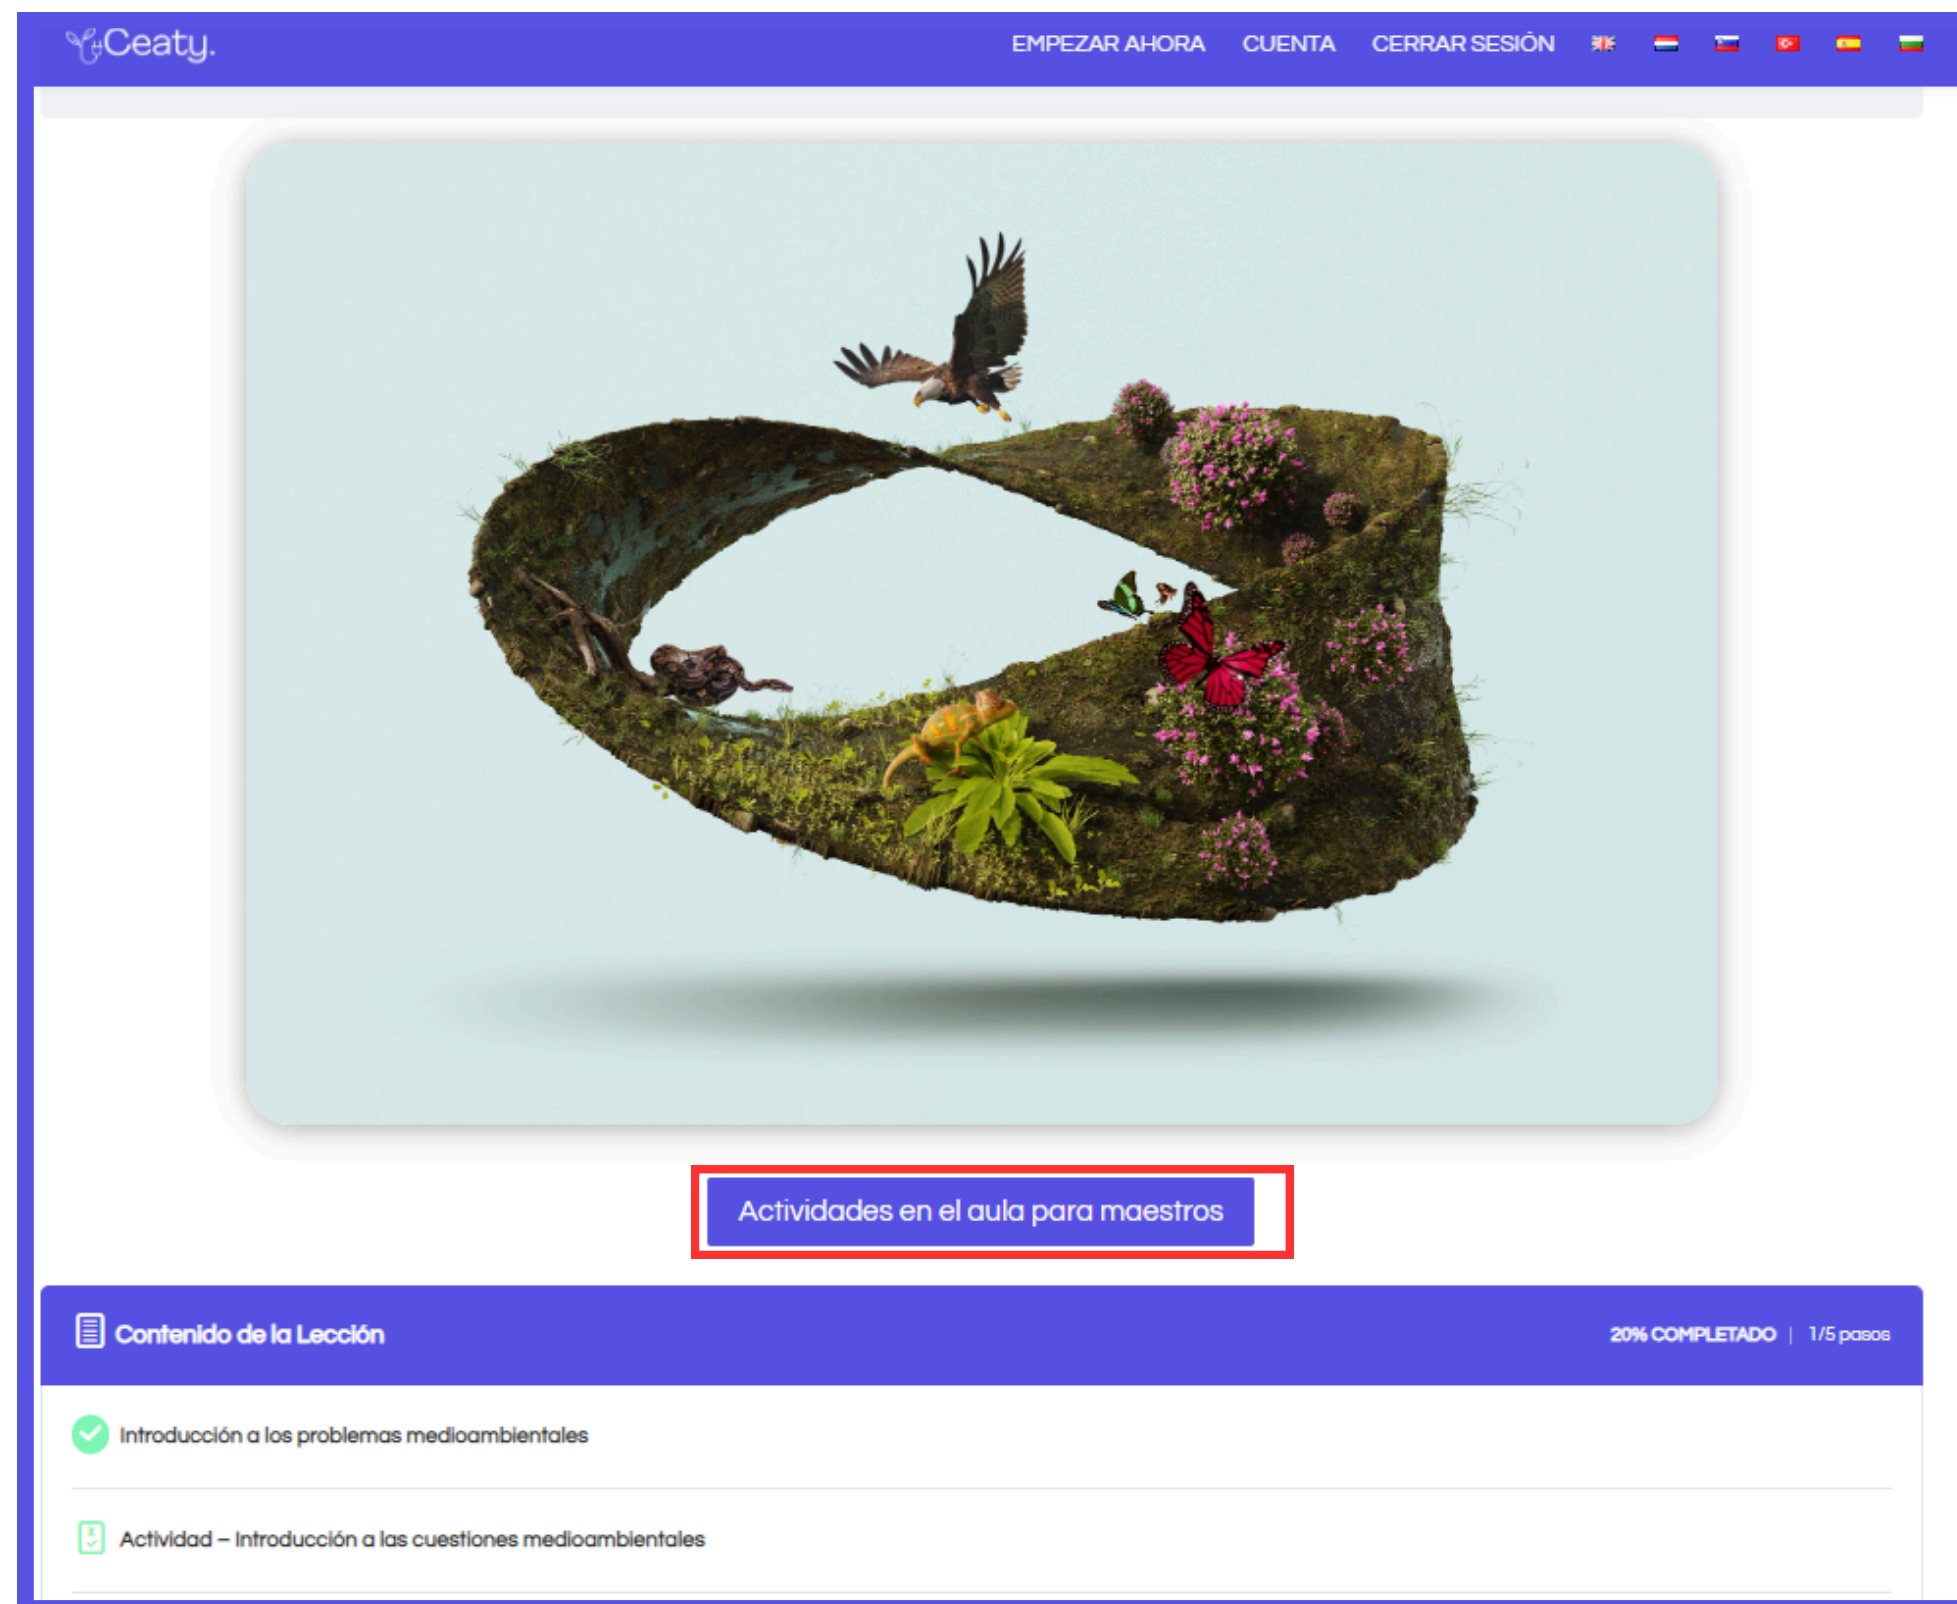 Ceaty.
EMPEZAR AHORA CUENTA CERRAR SESIÓN
Actividades en el aula para maestros
Contenido de la Lección
20% COMPLETADO | 1/5 pasos
Introducción a los problemas medioambientales
Actividad – Introducción a las cuestiones medioambientales